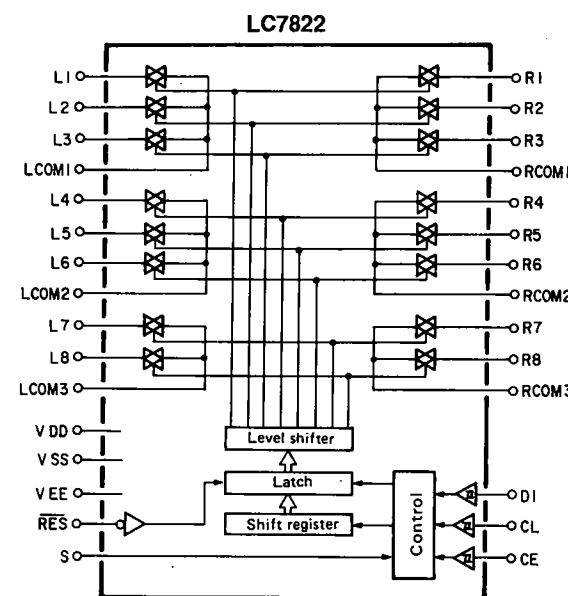 LC7822
L1
L2
L3
LCOM1
L4
L5
L6
LCOM2
L7
L8
LCOM3
VDD
VSS
VEE
RES
S
R1
R2
R3
RCOM1
R4
R5
R6
RCOM2
R7
R8
RCOM3
Level shifter
Latch
Shift register
Control
DI
CL
CE